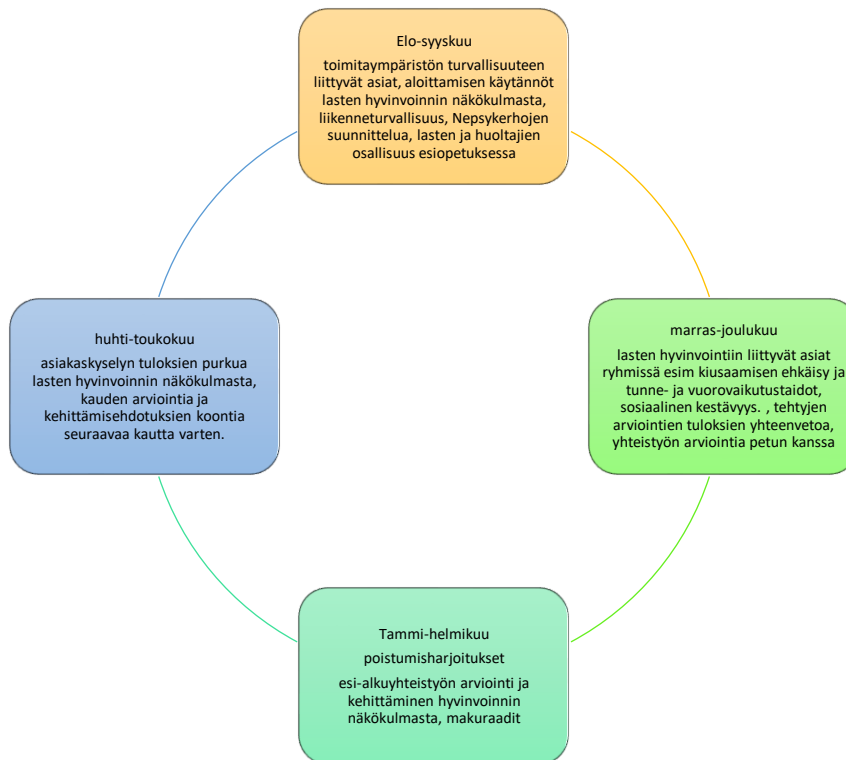 Elo-syyskuu
toimitaympäristön turvallisuuteen
liittyvät asiat, aloittamisen käytännöt
lasten hyvinvoinnin näkökulmasta,
liikenneturvallisuus, Nepsykerhojen
suunnittelua, lasten ja huoltajien
osallisuus esiopetuksessa
marras-joulukuu
lasten hyvinvointiin liittyvät asiat
ryhmissä esim kiusaamisen ehkäisy ja
tunne- ja vuorovaikutustaidot,
sosiaalinen kestävyys. , tehtyjen
arviointien tuloksien yhteenvetoa,
yhteistyön arviointia petun kanssa
Tammi-helmikuu
poistumisharjoitukset
esi-alkuyhteistyön arviointi ja
kehittäminen hyvinvoinnin
näkökulmasta, makuraadit
huhti-toukokuu
asiakaskyselyn tuloksien purkua
lasten hyvinvoinnin näkökulmasta,
kauden arviointia ja
kehittämisehdotuksien koontia
seuraavaa kautta varten.